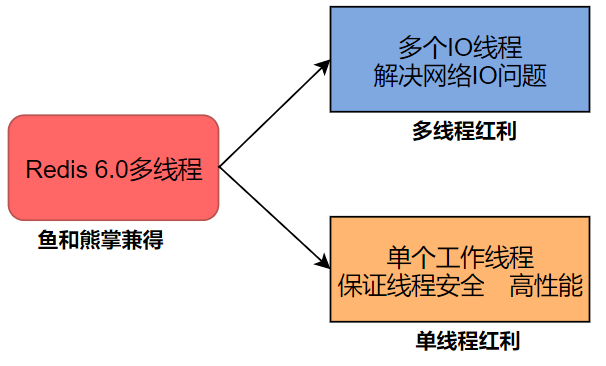 Redis 6.0多线程
鱼和熊掌兼得
多个IO线程
解决网络IO问题
多线程红利
单个工作线程
保证线程安全 高性能
单线程红利